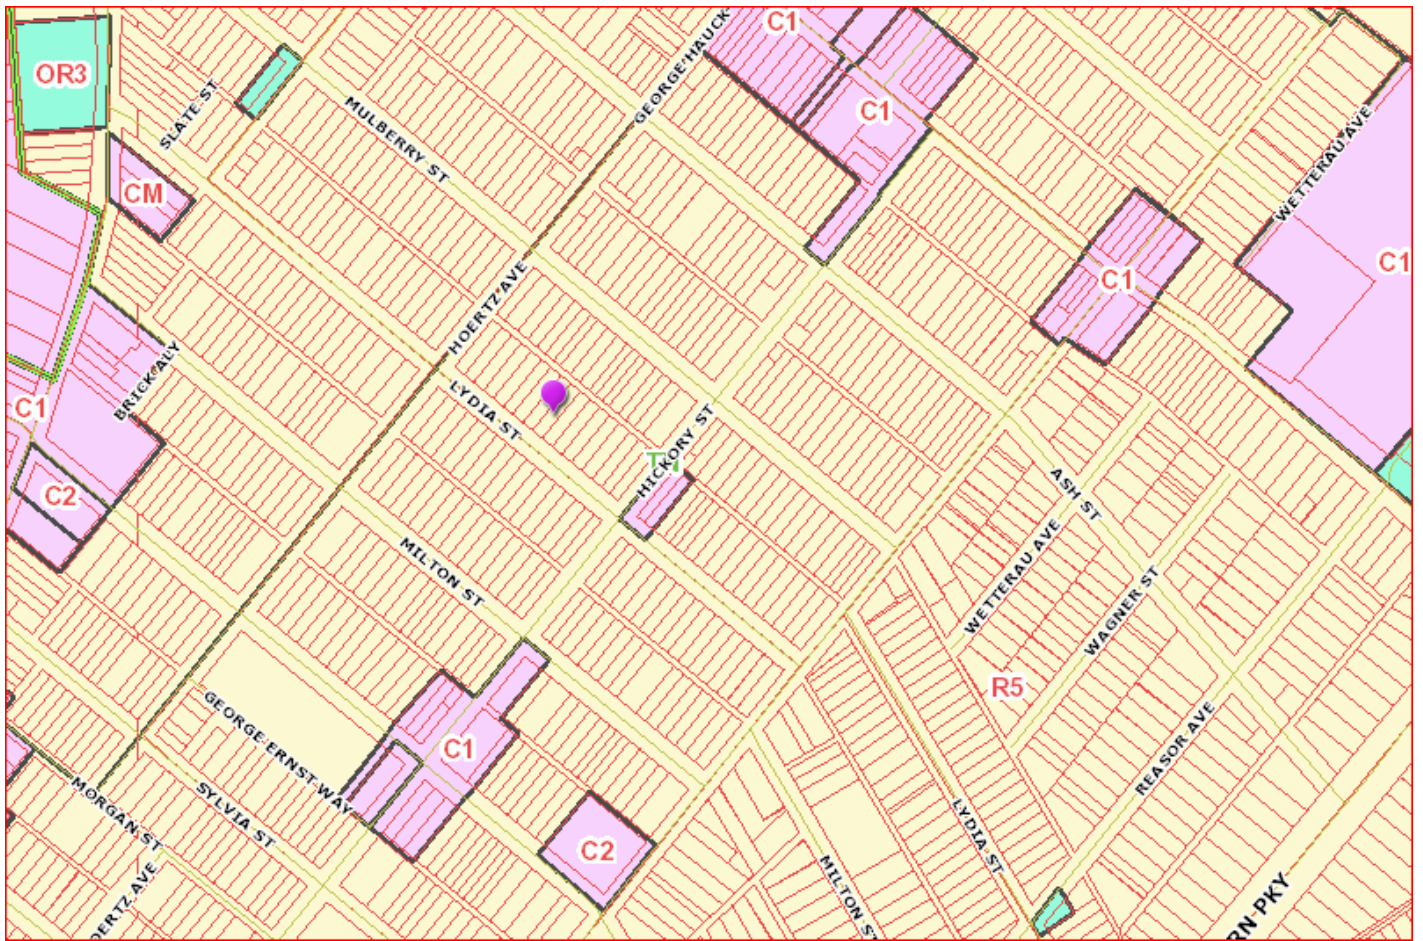 C1
OR3
SLATE ST
MULBERRY ST
GEORGE HAUCK
C1
WETTERAU AVE
CM
C1
C1
HOERTZ AVE
BRICK ALY
C1
LYDIA ST
HICKORY ST
C2
ASH ST
MILTON ST
WETTERAU AVE
WAGNER ST
R5
GEORGE ERNST WAY
C1
REASOR AVE
MORGAN ST
SYLVIA ST
LYDIA ST
C2
MILTON ST
OERTZ AVE
RN PKY